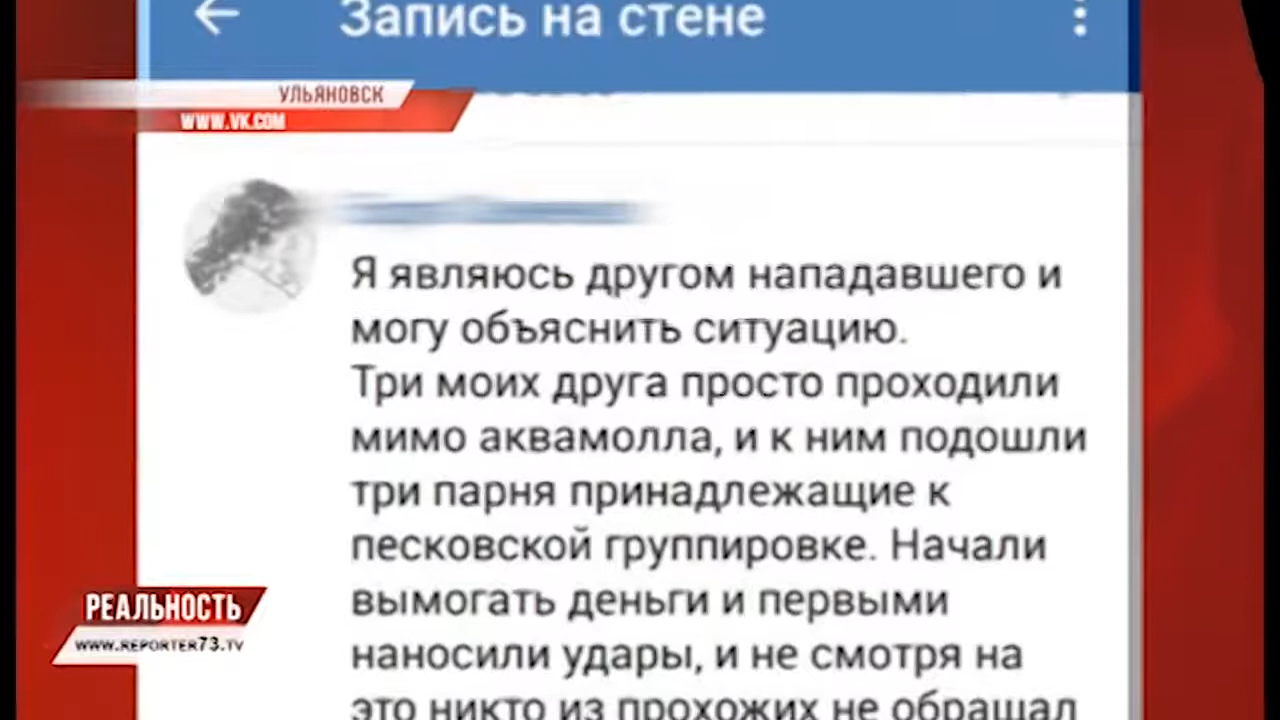 Запись на стене
УЛЬЯНОВСК
WWW.VK.COM
Я являюсь другом нападавшего и
могу объяснить ситуацию.
Три моих друга просто проходили
мимо аквамолла, и к ним подошли
три парня принадлежащие к
песковской группировке. Начали
вымогать деньги и первыми
наносили удары, и не смотря на
это никто из прохожих не обращал
РЕАЛЬНОСТЬ
WWW.REPORTER73.TV